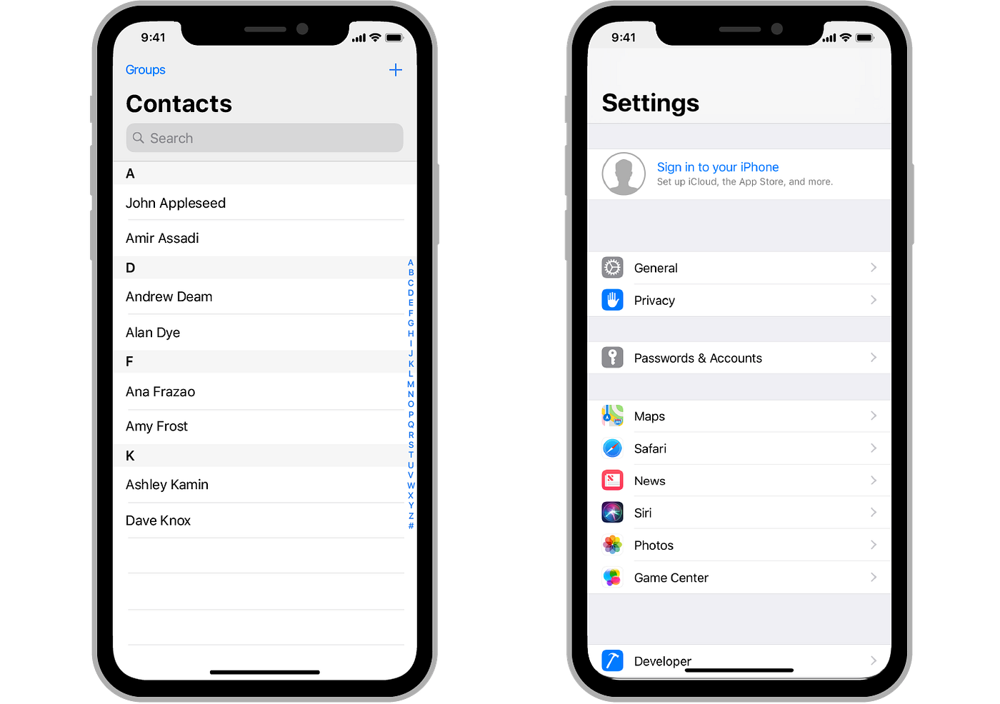 9:41
Groups
Contacts
Search
A
John Appleseed
Amir Assadi
D
Andrew Deam
Alan Dye
F
Ana Frazao
Amy Frost
K
Ashley Kamin
Dave Knox
A
B
C
D
E
F
G
H
I
J
K
L
M
N
O
P
Q
R
S
T
U
V
W
X
Y
Z
#
9:41
Settings
Sign in to your iPhone
Set up iCloud, the App Store, and more.
General
Privacy
Passwords & Accounts
Maps
Safari
News
Siri
Photos
Game Center
Developer